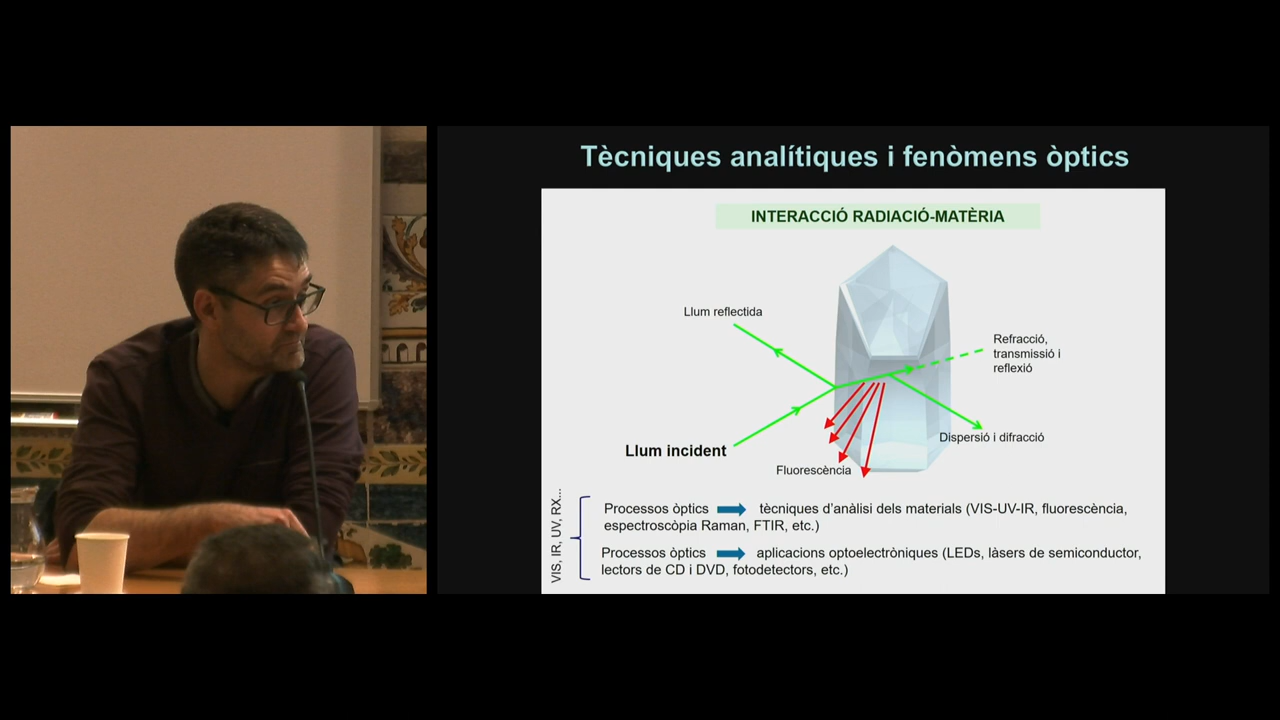 Tècniques analítiques i fenòmens òptics
INTERACCIÓ RADIACIÓ-MATÈRIA
Llum reflectida
Refracció,
transmissió i
reflexió
Llum incident
Dispersió i difracció
Fluorescència
VIS, IR, UV, RX...
Processos òptics tècniques d'anàlisi dels materials (VIS-UV-IR, fluorescència,
espectroscòpia Raman, FTIR, etc.)
Processos òptics aplicacions optoelectròniques (LEDs, làsers de semiconductor,
lectors de CD i DVD, fotodetectors, etc.)